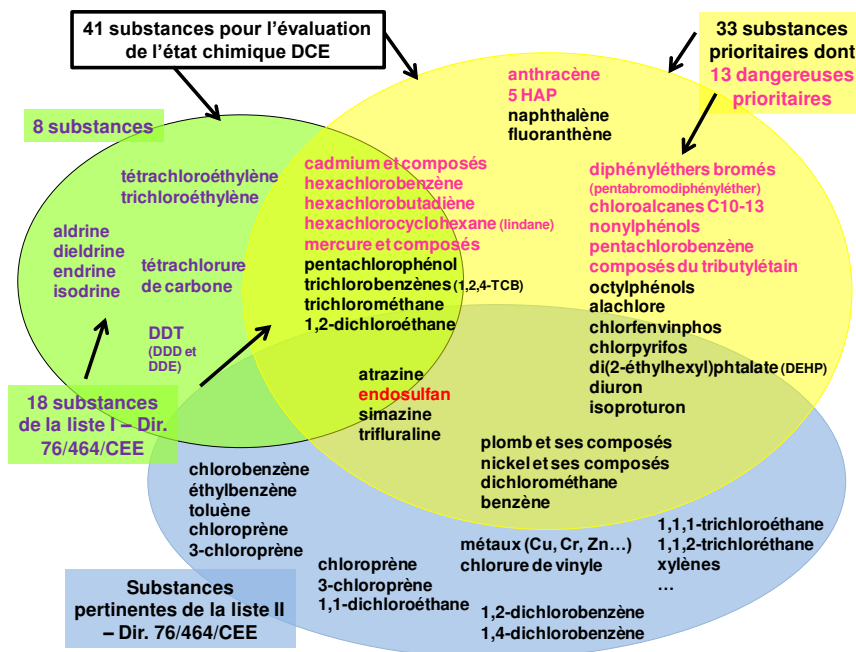 41 substances pour l'évaluation
de l'état chimique DCE
33 substances
prioritaires dont
13 dangereuses
prioritaires
8 substances
anthracène
5 HAP
naphthalène
fluoranthène
tétrachloroéthylène
trichloroéthylène
aldrine
dieldrine
endrine
isodrine
tétrachlorure
de carbone
DDT
(DDD et
DDE)
cadmium et composés
hexachlorobenzène
hexachlorobutadiène
hexachlorocyclohexane (lindane)
mercure et composés
pentachlorophénol
trichlorobenzènes (1,2,4-TCB)
trichlorométhane
1,2-dichloroéthane
diphényléthers bromés
(pentabromodiphényléther)
chloroalcanes C10-13
nonylphénols
pentachlorobenzène
composés du tributylétain
octylphénols
alachlore
chlorfenvinphos
chlorpyrifos
di(2-éthylhexyl)phtalate (DEHP)
diuron
isoproturon
atrazine
endosulfan
simazine
trifluraline
18 substances
de la liste I – Dir.
76/464/CEE
plomb et ses composés
nickel et ses composés
dichlorométhane
benzène
chlorobenzène
éthylbenzène
toluène
chloroprène
3-chloroprène
chloroprène
3-chloroprène
1,1-dichloroéthane
métaux (Cu, Cr, Zn…)
chlorure de vinyle
1,1,1-trichloroéthane
1,1,2-trichloréthane
xylènes
…
1,2-dichlorobenzène
1,4-dichlorobenzène
Substances
pertinentes de la liste II
– Dir. 76/464/CEE